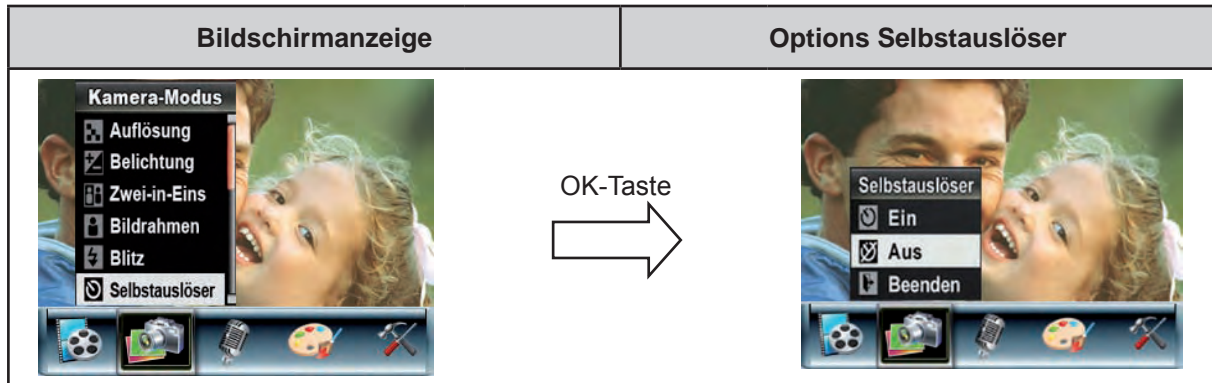 Bildschirmanzeige
Options Selbstauslöser
Kamera-Modus
Auflösung
Belichtung
Zwei-in-Eins
Bildrahmen
Blitz
Selbstauslöser
OK-Taste
Selbstauslöser
Ein
Aus
Beenden